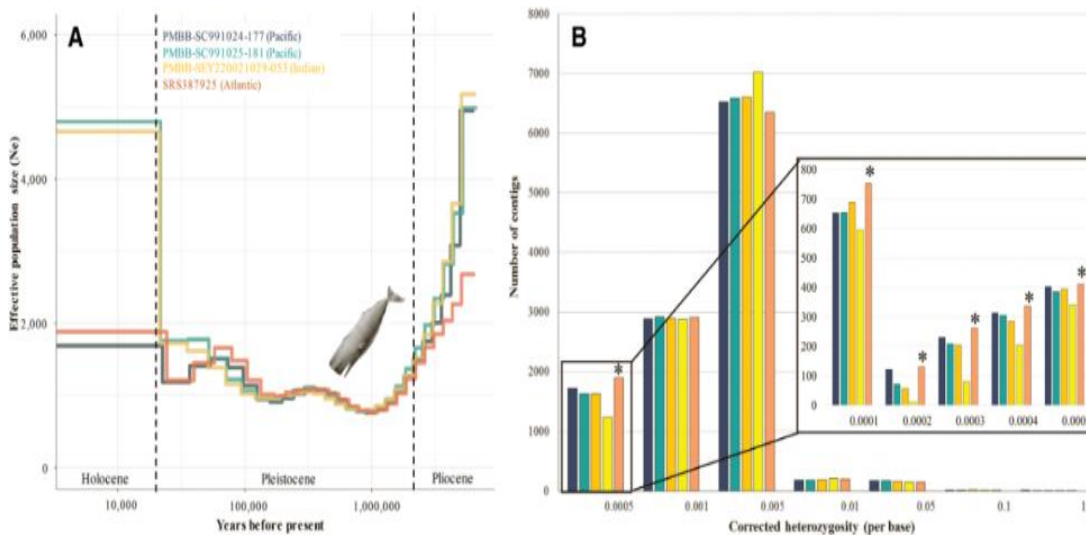 A
6,000
4,000
2,000
0
Effective population size (Ne)
PMBB-SC991024-177 (Pacific)
PMBB-SC991025-181 (Pacific)
PMBB-SEY220021029-053 (Indian)
SRS387925 (Atlantic)
Holocene Pleistocene Pliocene
10,000 100,000 1,000,000
Years before present
B
8000
7000
6000
5000
4000
3000
2000
1000
0
Number of contigs
*
800
700
600
500
400
300
200
100
0
* * * * *
0.0001 0.0002 0.0003 0.0004 0.000
0.0005 0.001 0.005 0.01 0.05 0.1 1
Corrected heterozygosity (per base)